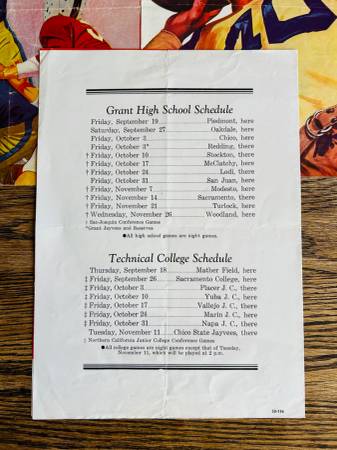 Grant High School Schedule
Friday, September 19 Piedmont, here
Saturday, September 27 Oakdale, here
Friday, October 3 Chico, here
Friday, October 3* Redding, there
† Friday, October 10 Stockton, there
† Friday, October 17 McClatchy, here
† Friday, October 24 Lodi, there
Friday, October 31 San Juan, here
† Friday, November 7 Modesto, here
† Friday, November 14 Sacramento, there
† Friday, November 21 Turlock, here
† Wednesday, November 26 Woodland, here
† San-Joaquin Conference Games
*Grant Jayvees and Reserves
●All high school games are night games.
Technical College Schedule
Thursday, September 18 Mather Field, here
‡ Friday, September 26 Sacramento College, here
‡ Friday, October 3 Placer J. C., there
‡ Friday, October 10 Yuba J. C., there
‡ Friday, October 17 Vallejo J. C., there
‡ Friday, October 24 Marin J. C., there
‡ Friday, October 31 Napa J. C., there
Tuesday, November 11 Chico State Jayvees, here
‡ Northern California Junior College Conference Games
●All college games are night games except that of Tuesday,
November 11, which will be played at 2 p.m.